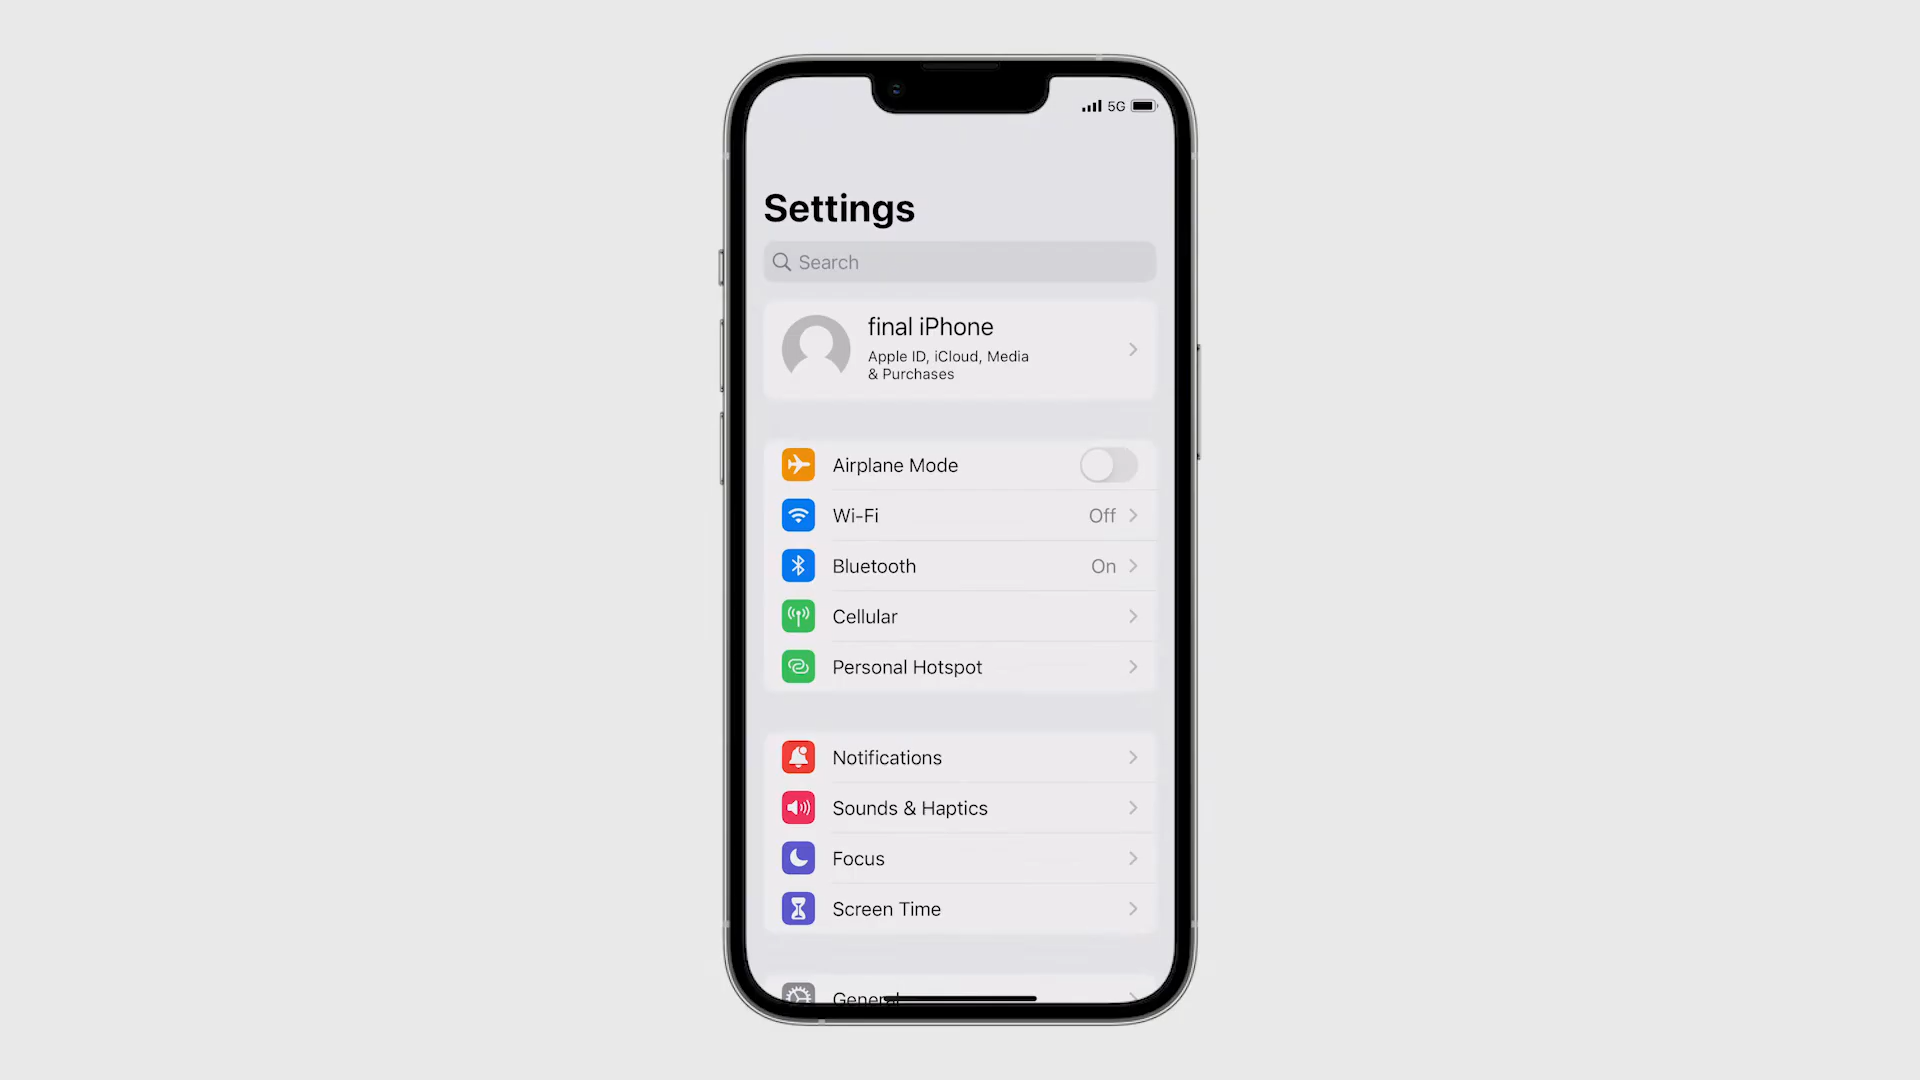 5G
Settings
Search
final iPhone
Apple ID, iCloud, Media
& Purchases
Airplane Mode
Wi-Fi Off
Bluetooth On
Cellular
Personal Hotspot
Notifications
Sounds & Haptics
Focus
Screen Time
General